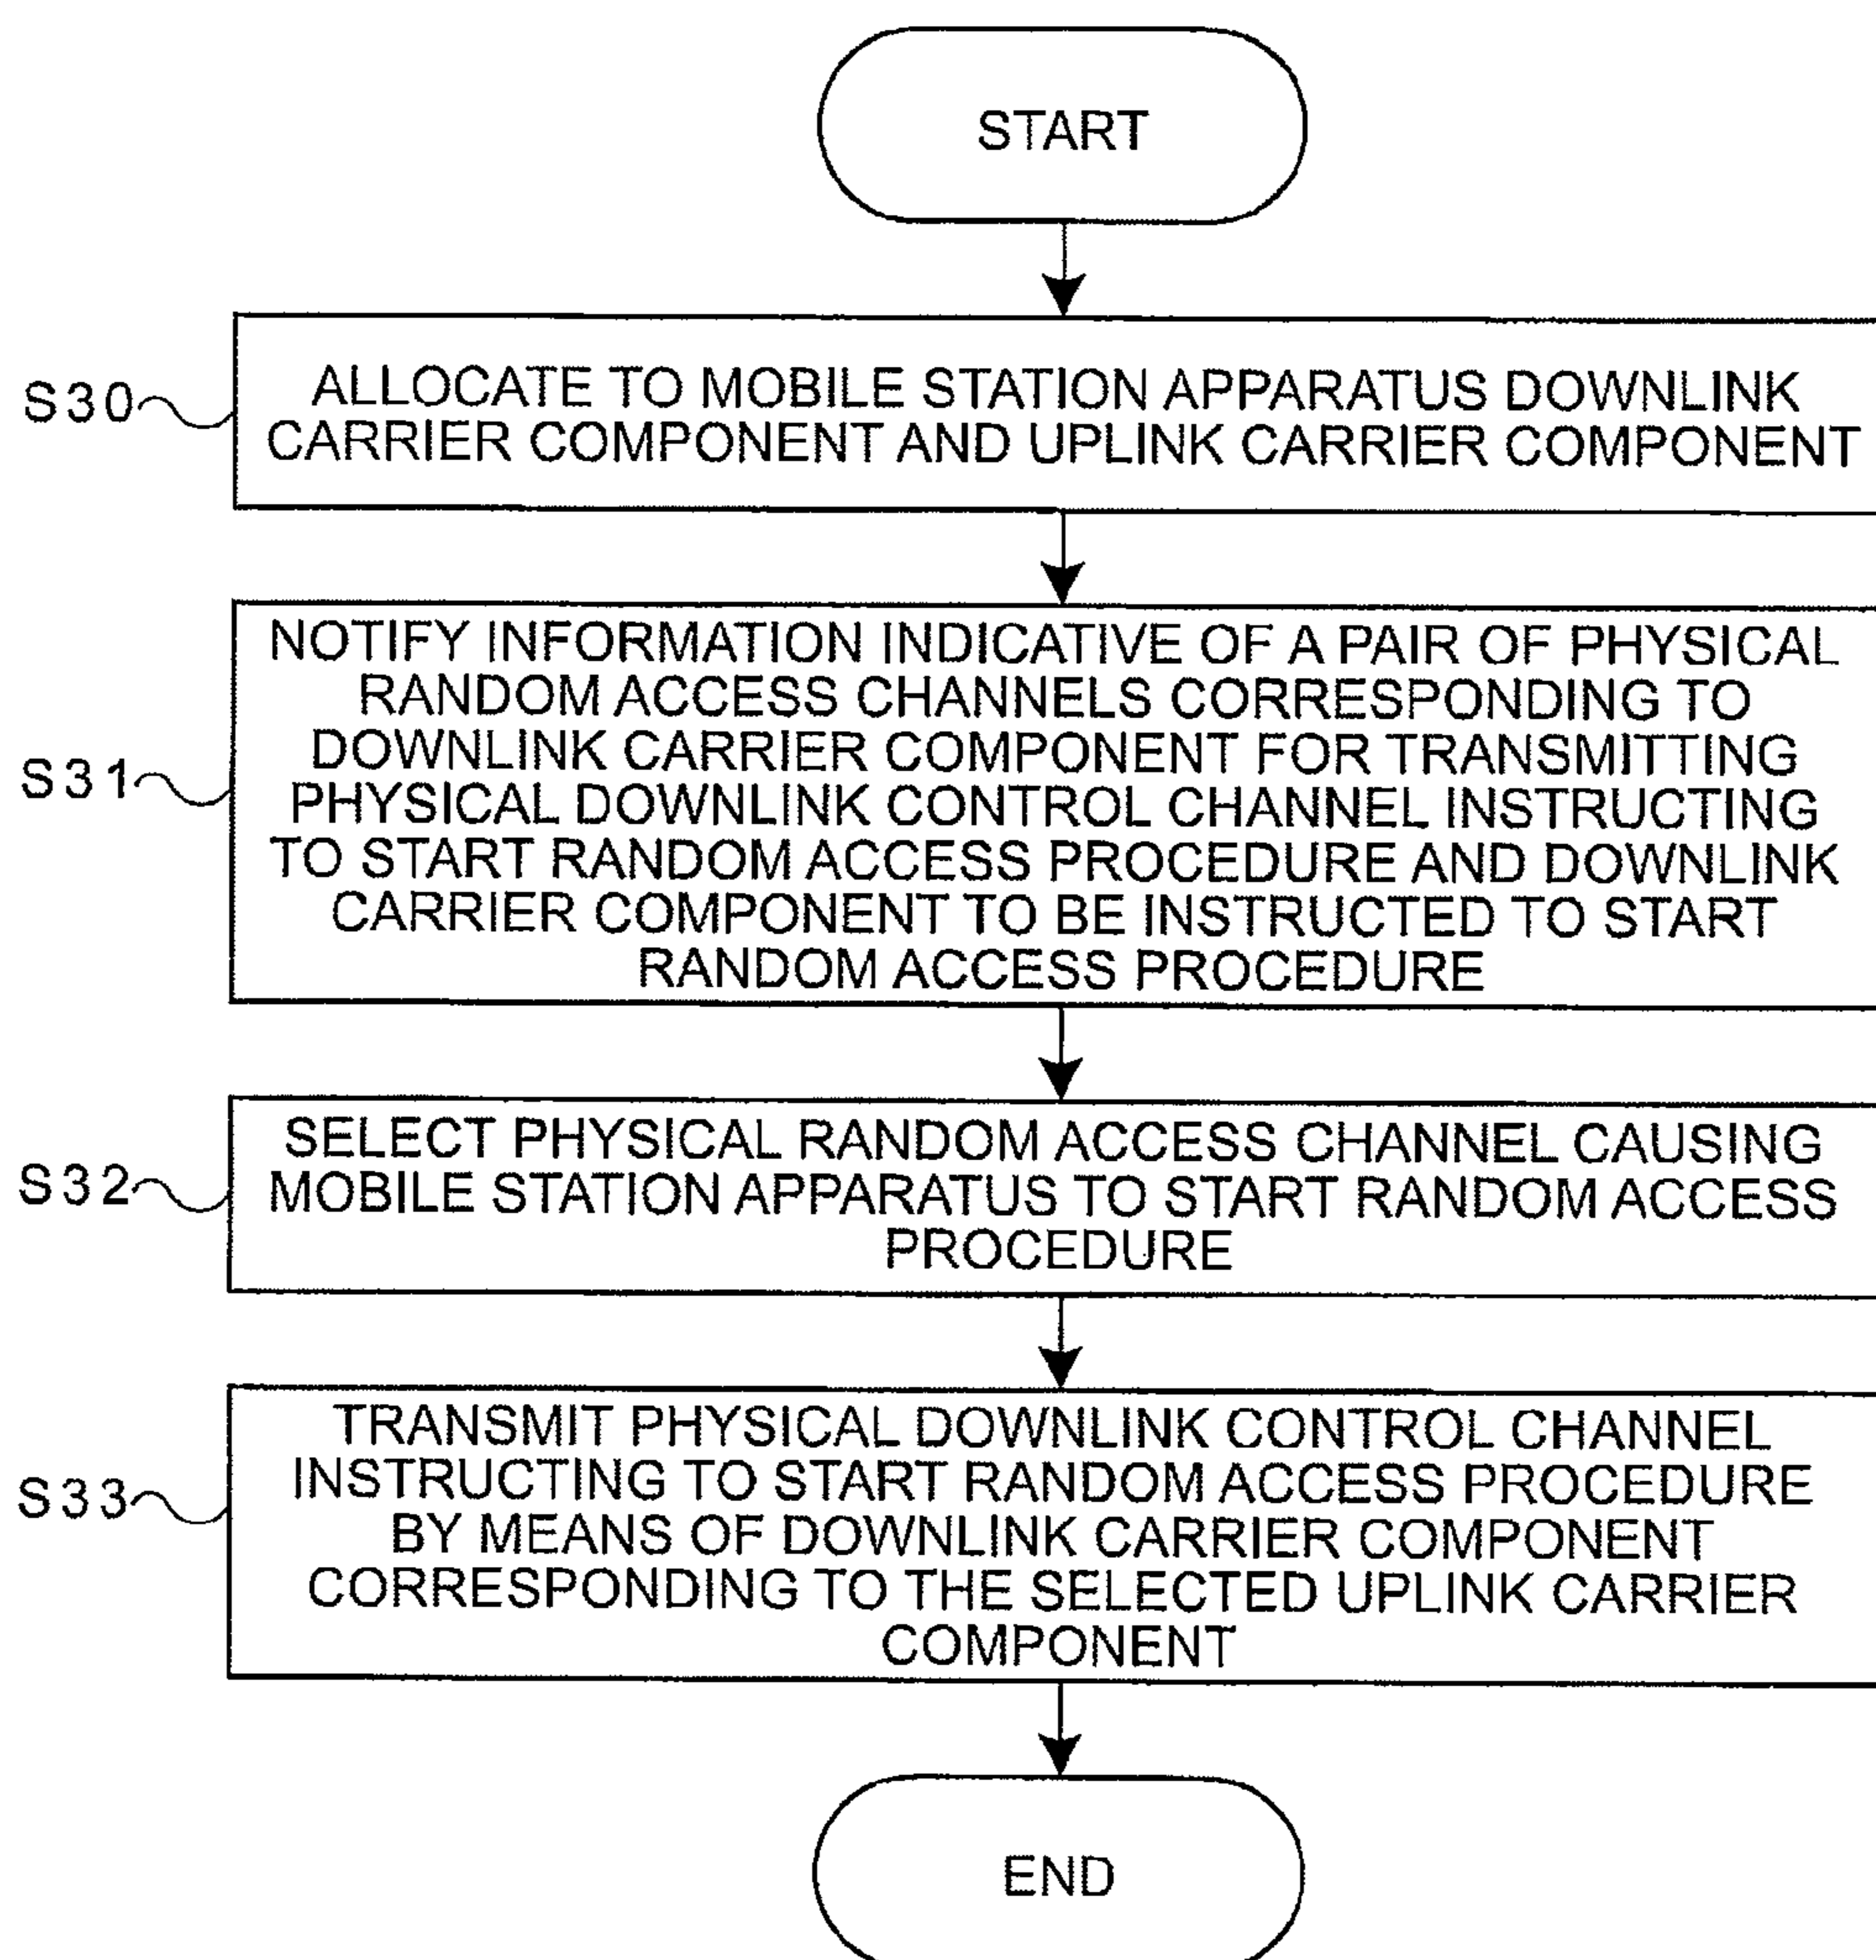 START
S30
ALLOCATE TO MOBILE STATION APPARATUS DOWNLINK
CARRIER COMPONENT AND UPLINK CARRIER COMPONENT
S31
NOTIFY INFORMATION INDICATIVE OF A PAIR OF PHYSICAL
RANDOM ACCESS CHANNELS CORRESPONDING TO
DOWNLINK CARRIER COMPONENT FOR TRANSMITTING
PHYSICAL DOWNLINK CONTROL CHANNEL INSTRUCTING
TO START RANDOM ACCESS PROCEDURE AND DOWNLINK
CARRIER COMPONENT TO BE INSTRUCTED TO START
RANDOM ACCESS PROCEDURE
S32
SELECT PHYSICAL RANDOM ACCESS CHANNEL CAUSING
MOBILE STATION APPARATUS TO START RANDOM ACCESS
PROCEDURE
S33
TRANSMIT PHYSICAL DOWNLINK CONTROL CHANNEL
INSTRUCTING TO START RANDOM ACCESS PROCEDURE
BY MEANS OF DOWNLINK CARRIER COMPONENT
CORRESPONDING TO THE SELECTED UPLINK CARRIER
COMPONENT
END